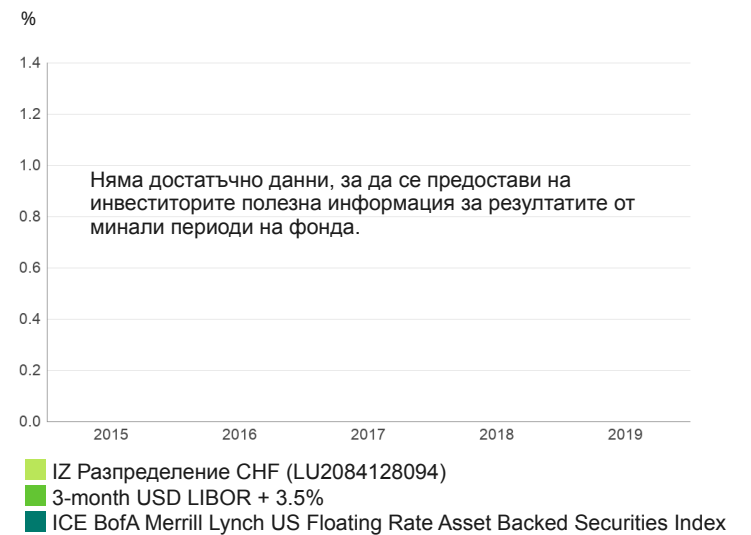 %
1.4
1.2
1.0
Няма достатъчно данни, за да се предостави на
инвеститорите полезна информация за резултатите от
0.8
минали периоди на фонда.
0.6
0.4
0.2
0.0
2015 2016 2017 2018 2019
IZ Разпределение CHF (LU2084128094)
3-month USD LIBOR + 3.5%
ICE BofA Merrill Lynch US Floating Rate Asset Backed Securities Index